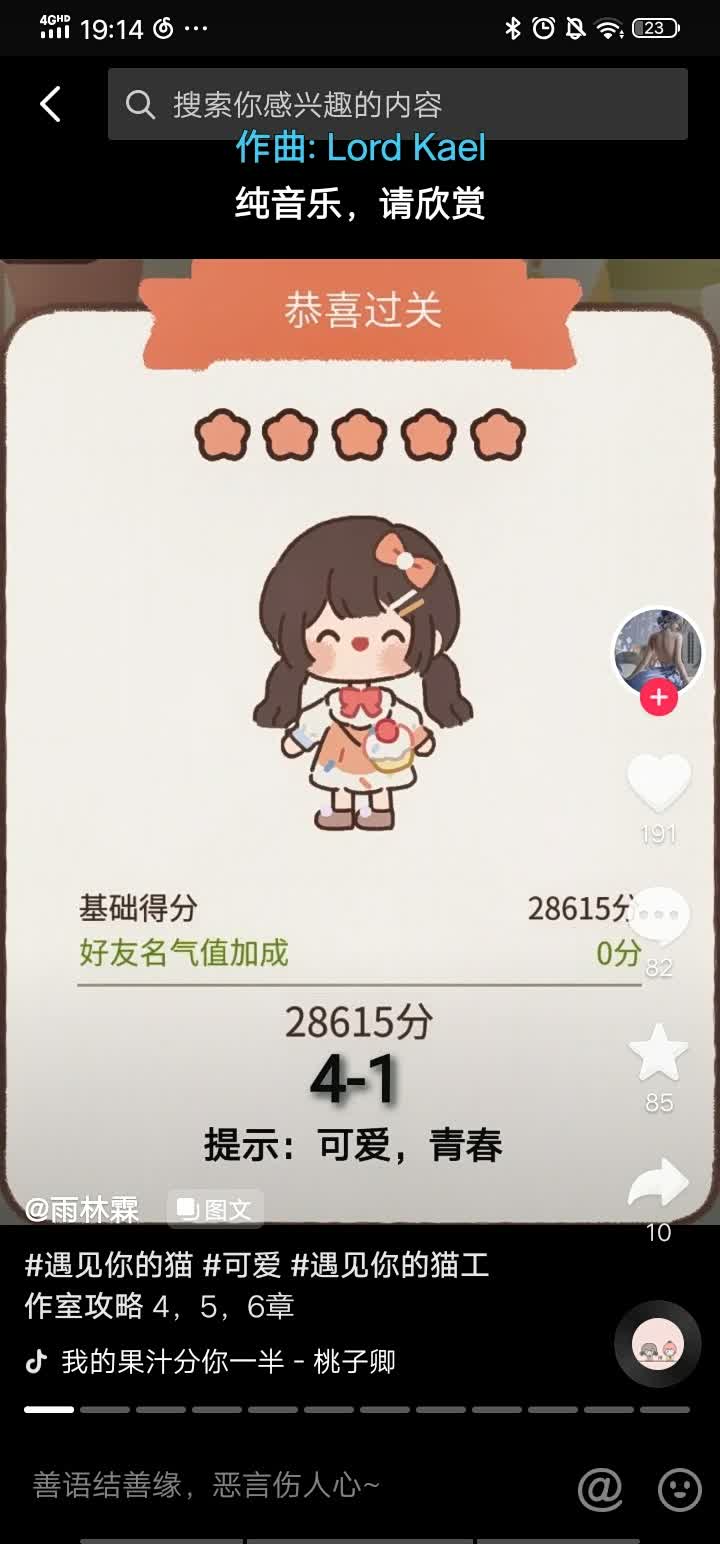 4GHD 19:14 ... 23
搜索你感兴趣的内容
作曲: Lord Kael
纯音乐，请欣赏
恭喜过关
基础得分 28615分
好友名气值加成 0分
28615分
4-1
提示：可爱，青春
191
82
85
10
@雨林霖 图文
#遇见你的猫 #可爱 #遇见你的猫工
作室攻略 4，5，6章
我的果汁分你一半 - 桃子卿
善语结善缘，恶言伤人心~